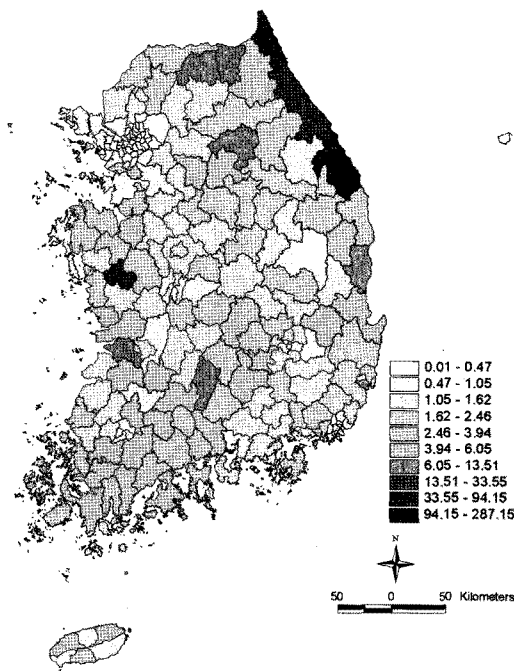 0.01 - 0.47
0.47 - 1.05
1.05 - 1.62
1.62 - 2.46
2.46 - 3.94
3.94 - 6.05
6.05 - 13.51
13.51 - 33.55
33.55 - 94.15
94.15 - 287.15
N
50 0 50 Kilometers